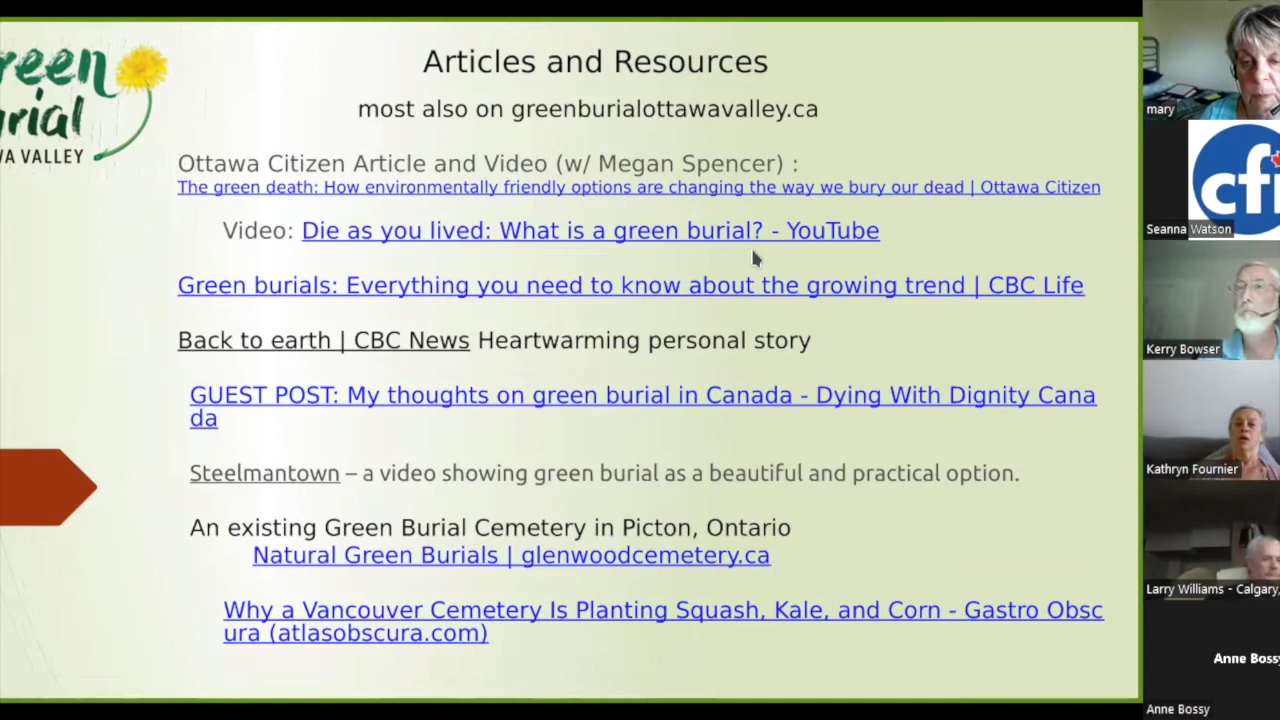 reen
urial
WA VALLEY
Articles and Resources
most also on greenburialottawavalley.ca
Ottawa Citizen Article and Video (w/ Megan Spencer) :
The green death: How environmentally friendly options are changing the way we bury our dead | Ottawa Citizen
Video: Die as you lived: What is a green burial? - YouTube
Green burials: Everything you need to know about the growing trend | CBC Life
Back to earth | CBC News Heartwarming personal story
GUEST POST: My thoughts on green burial in Canada - Dying With Dignity Cana
da
Steelmantown – a video showing green burial as a beautiful and practical option.
An existing Green Burial Cemetery in Picton, Ontario
Natural Green Burials | glenwoodcemetery.ca
Why a Vancouver Cemetery Is Planting Squash, Kale, and Corn - Gastro Obsc
ura (atlasobscura.com)
mary
cfi
Seanna Watson
Kerry Bowser
Kathryn Fournier
Larry Williams - Calgary,
Anne Bossy
Anne Bossy